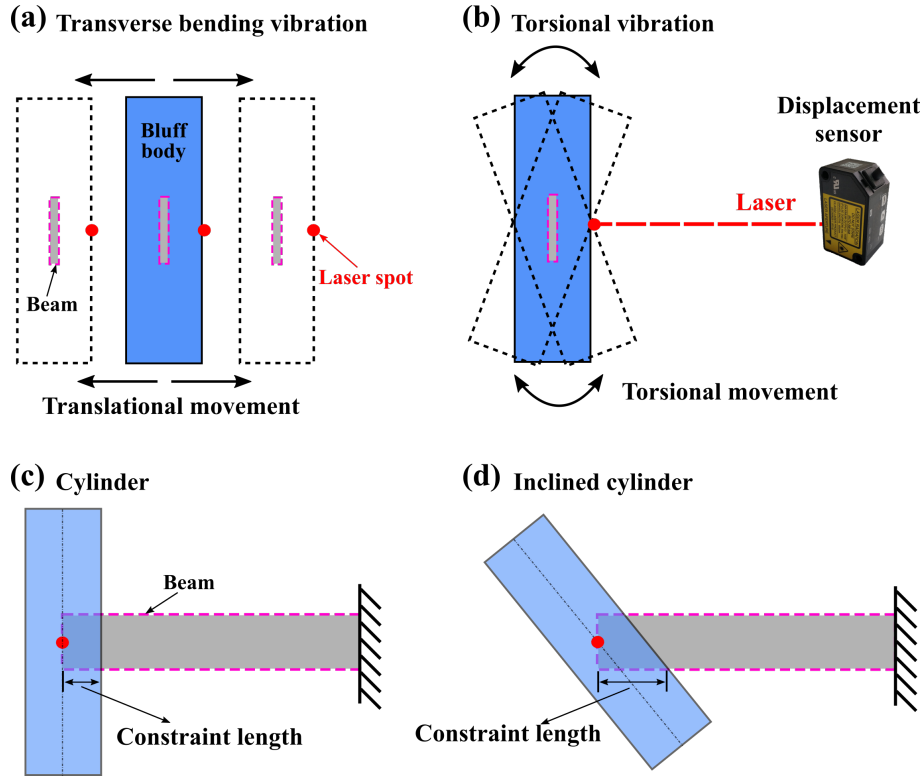 (a) Transverse bending vibration
Bluff
body
Beam
Laser spot
Translational movement
(b) Torsional vibration
Displacement
sensor
Laser
Torsional movement
(c) Cylinder
Beam
Constraint length
(d) Inclined cylinder
Constraint length